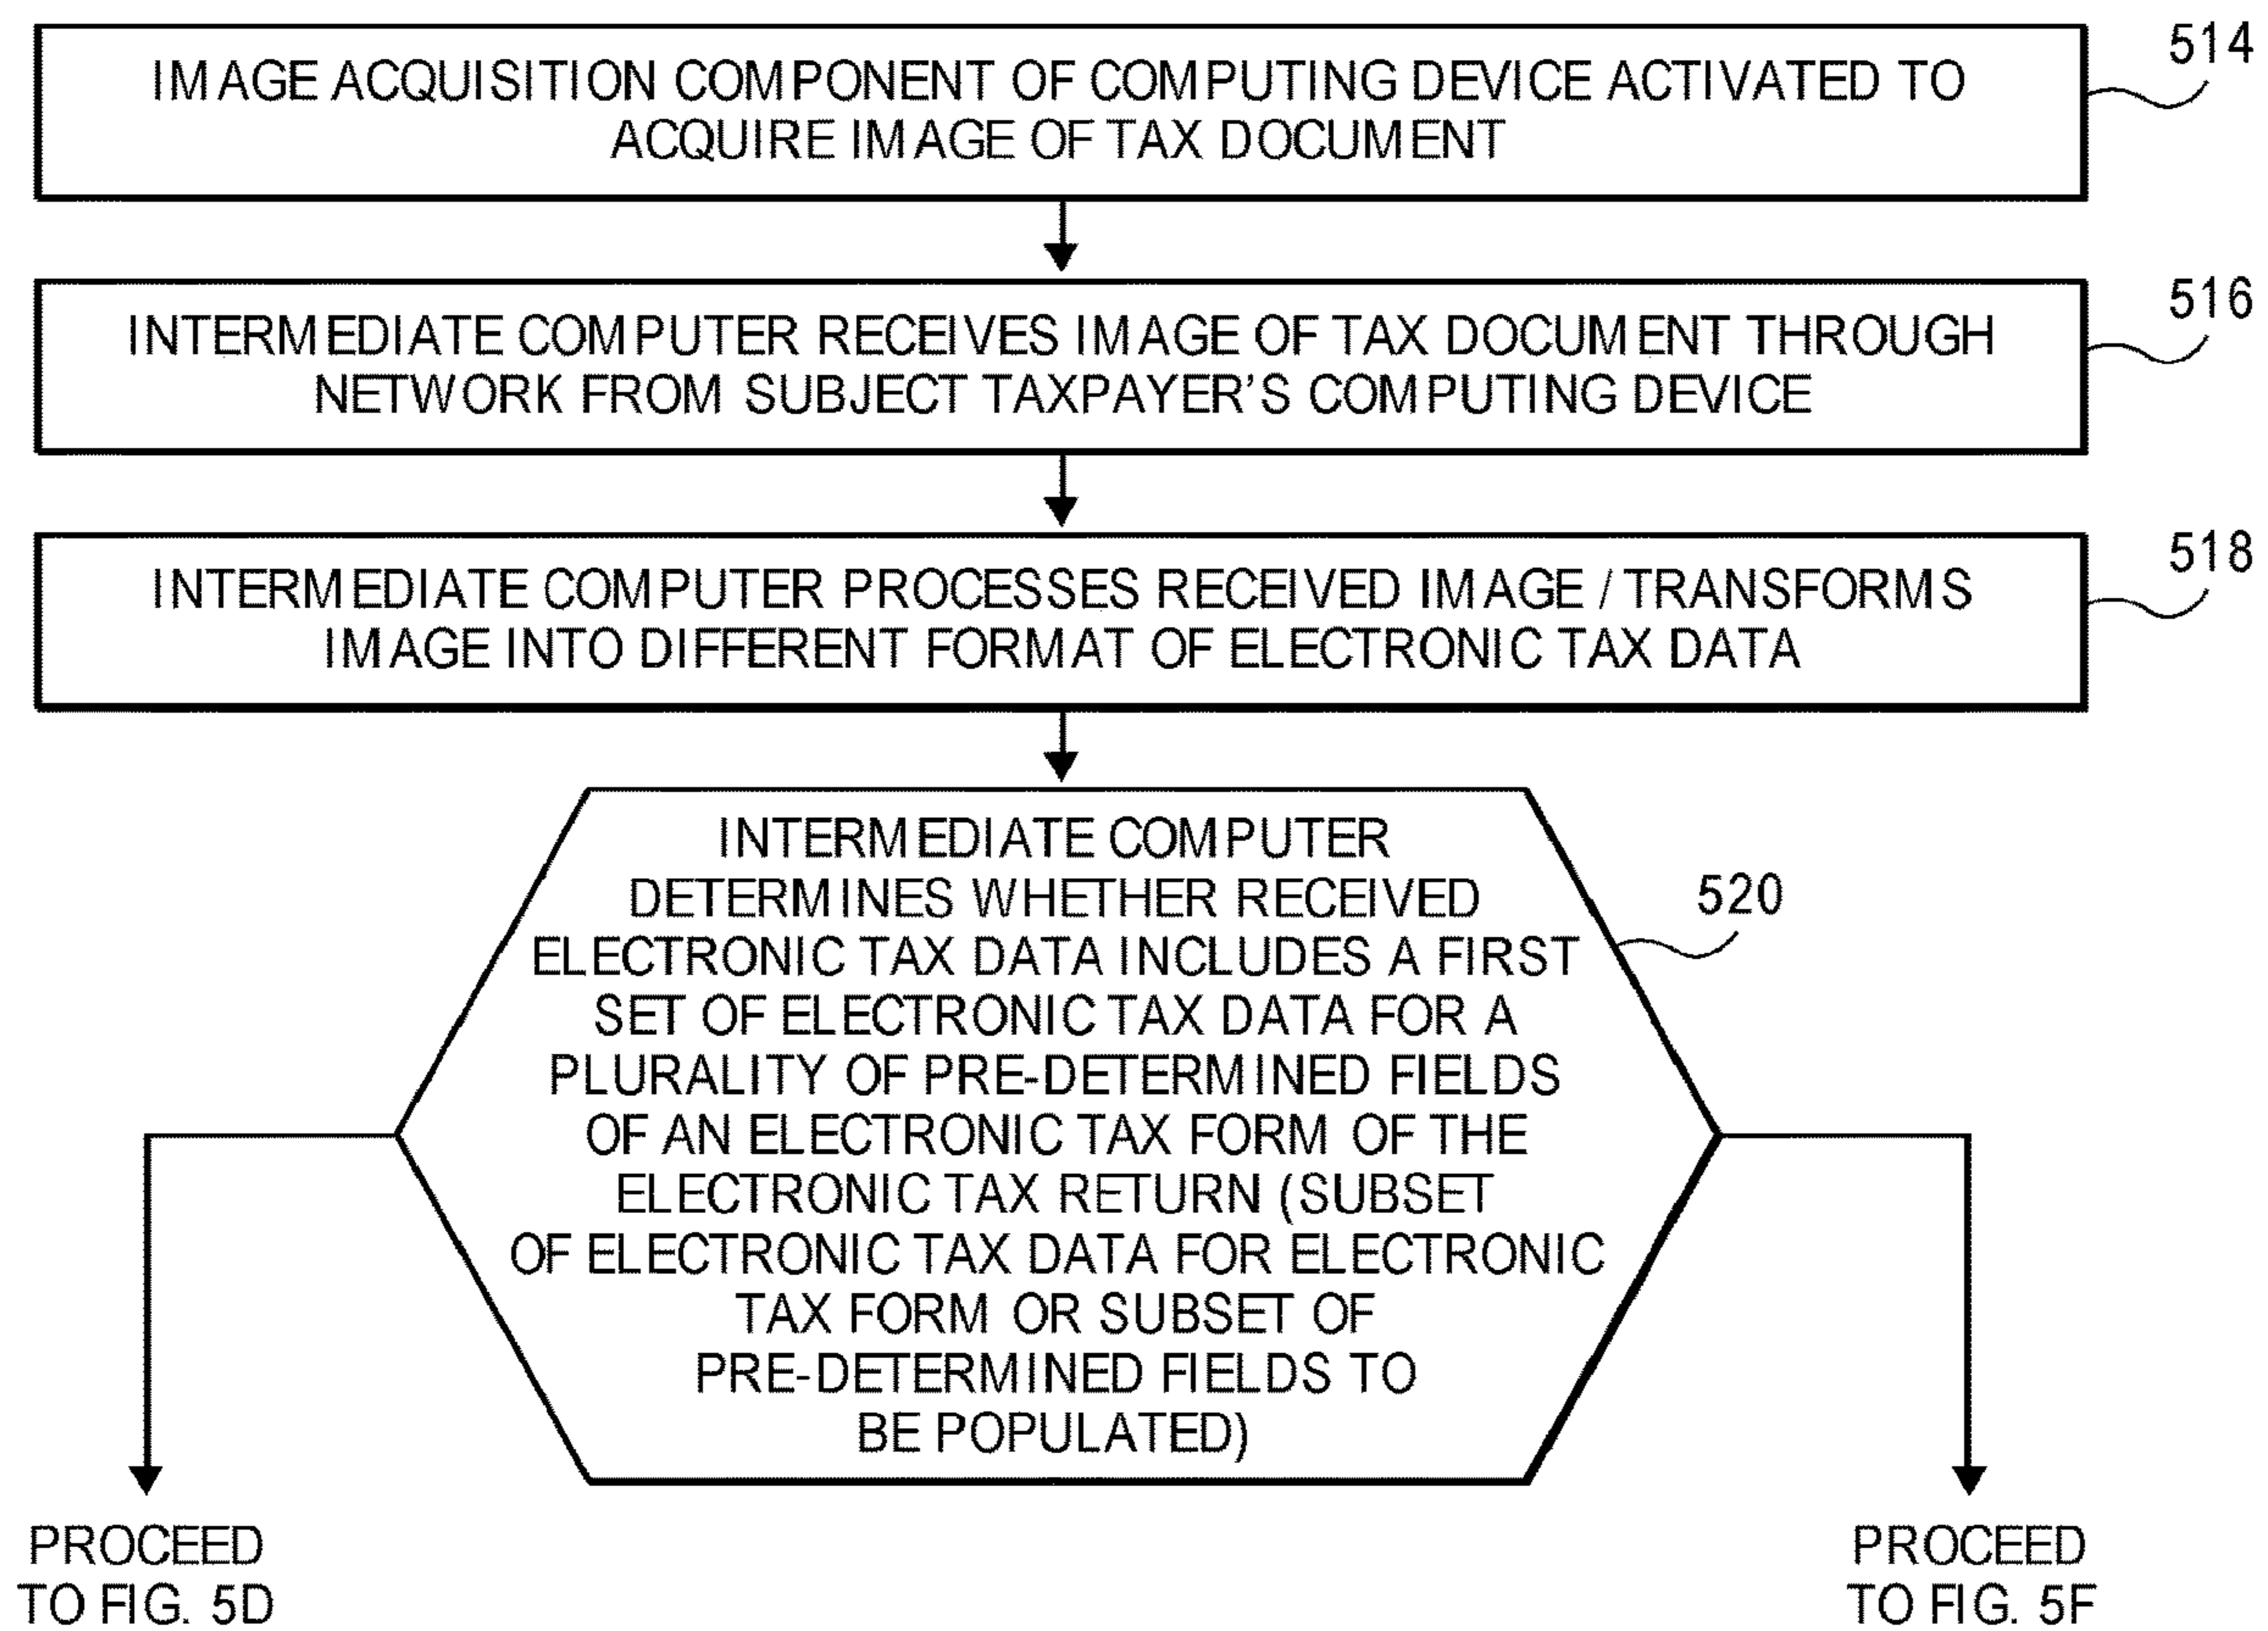 514
IMAGE ACQUISITION COMPONENT OF COMPUTING DEVICE ACTIVATED TO
ACQUIRE IMAGE OF TAX DOCUMENT
516
INTERMEDIATE COMPUTER RECEIVES IMAGE OF TAX DOCUMENT THROUGH
NETWORK FROM SUBJECT TAXPAYER'S COMPUTING DEVICE
518
INTERMEDIATE COMPUTER PROCESSES RECEIVED IMAGE / TRANSFORMS
IMAGE INTO DIFFERENT FORMAT OF ELECTRONIC TAX DATA
INTERMEDIATE COMPUTER
DETERMINES WHETHER RECEIVED
ELECTRONIC TAX DATA INCLUDES A FIRST
SET OF ELECTRONIC TAX DATA FOR A
PLURALITY OF PRE-DETERMINED FIELDS
OF AN ELECTRONIC TAX FORM OF THE
ELECTRONIC TAX RETURN (SUBSET
OF ELECTRONIC TAX DATA FOR ELECTRONIC
TAX FORM OR SUBSET OF
PRE-DETERMINED FIELDS TO
BE POPULATED)
520
PROCEED
TO FIG. 5D
PROCEED
TO FIG. 5F